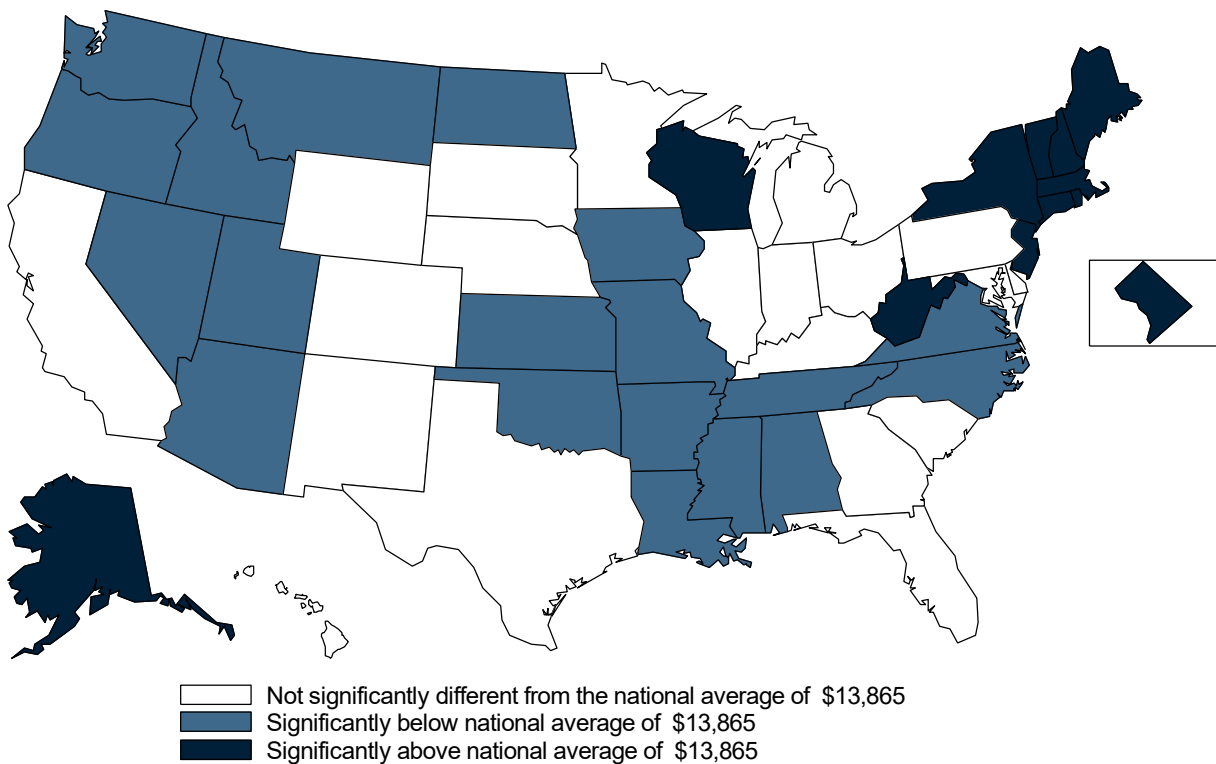 Not significantly different from the national average of $13,865
Significantly below national average of $13,865
Significantly above national average of $13,865